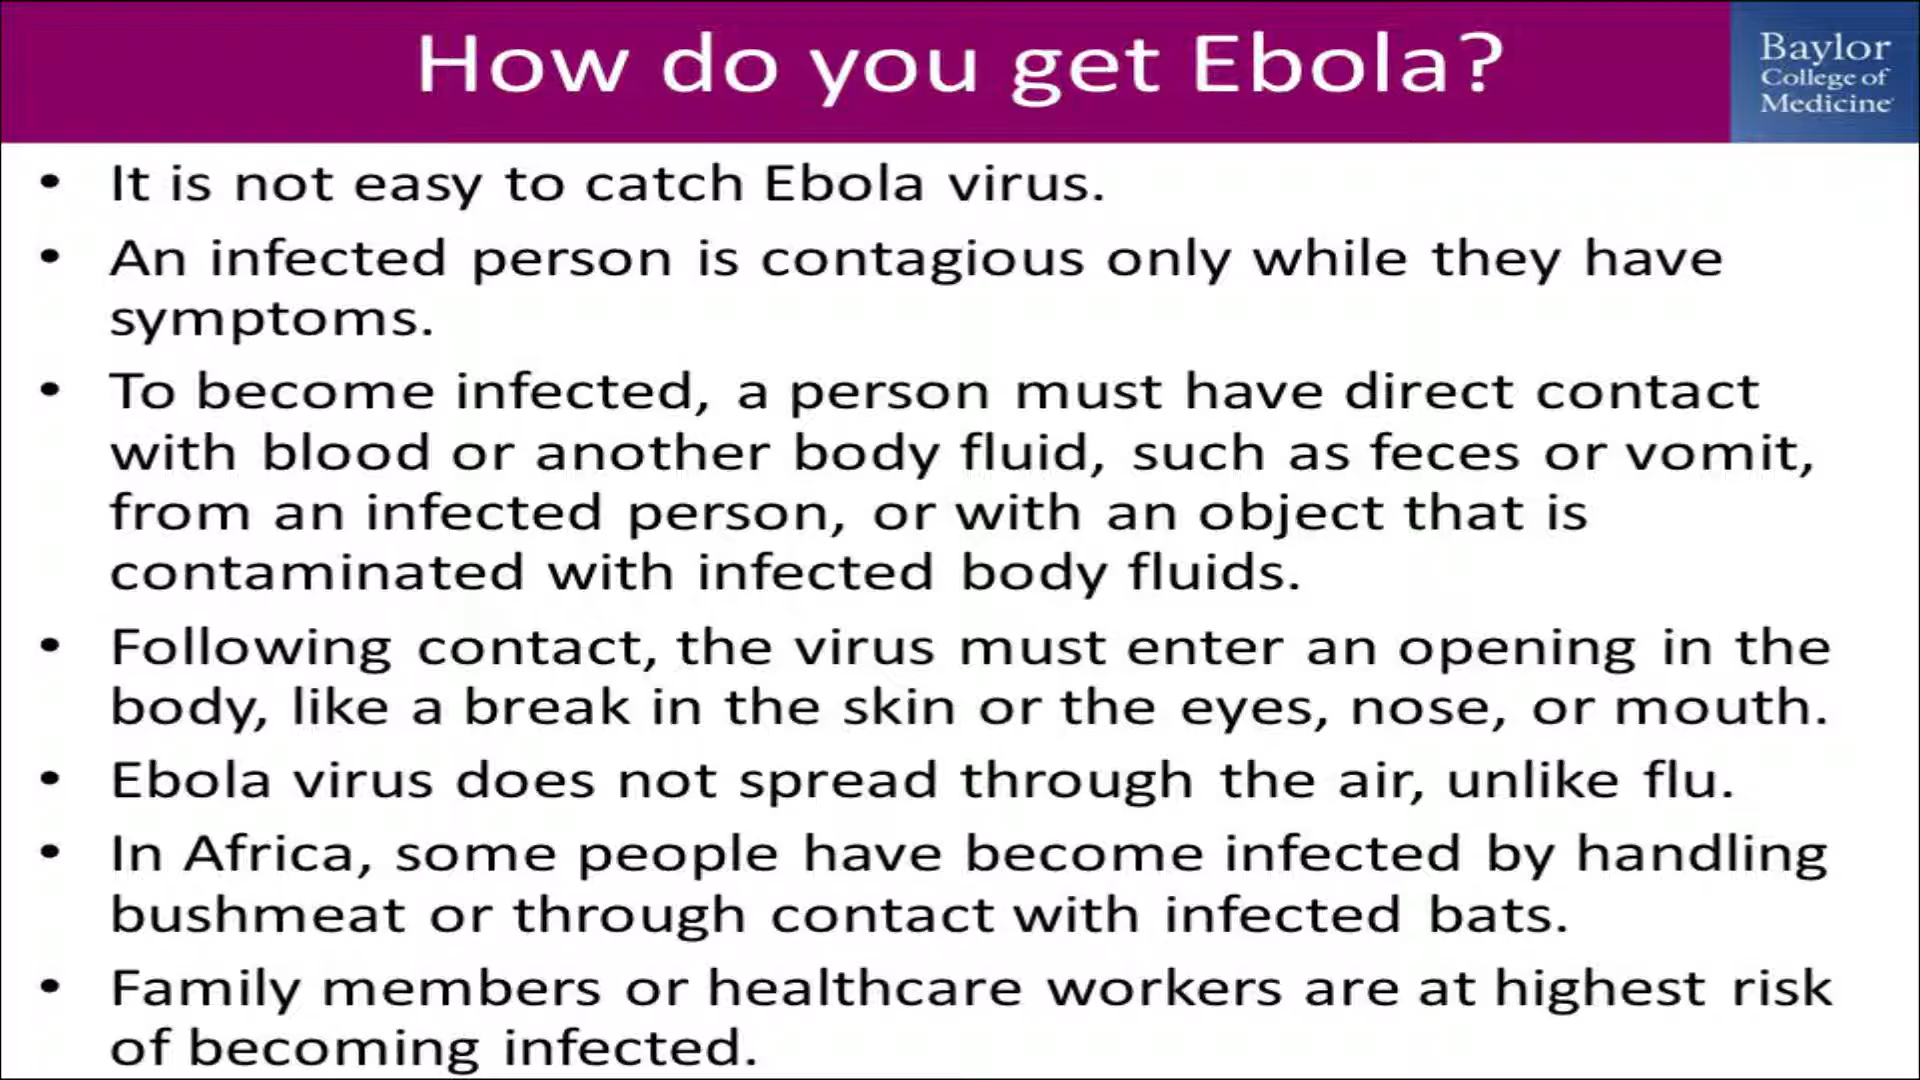 How do you get Ebola?
Baylor
College of
Medicine
• It is not easy to catch Ebola virus.
• An infected person is contagious only while they have
symptoms.
• To become infected, a person must have direct contact
with blood or another body fluid, such as feces or vomit,
from an infected person, or with an object that is
contaminated with infected body fluids.
• Following contact, the virus must enter an opening in the
body, like a break in the skin or the eyes, nose, or mouth.
• Ebola virus does not spread through the air, unlike flu.
• In Africa, some people have become infected by handling
bushmeat or through contact with infected bats.
• Family members or healthcare workers are at highest risk
of becoming infected.